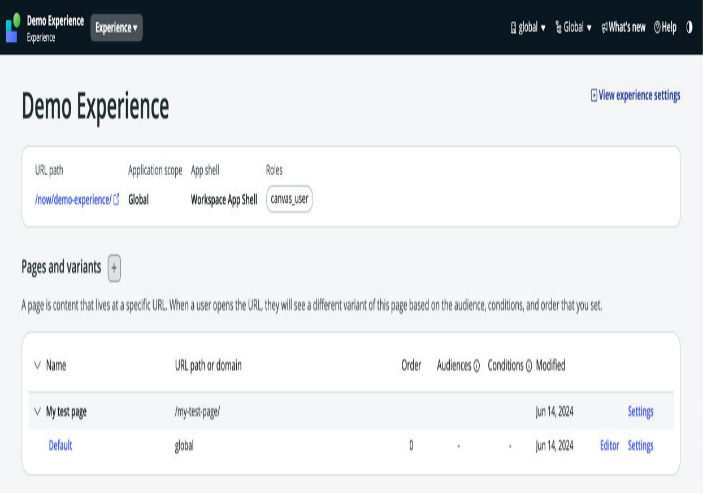 Demo Experience
Experience
Experience
global
Global
What's new
Help
Demo Experience
View experience settings
URL path Application scope App shell Roles
/now/demo-experience/ Global Workspace App Shell canvas_user
Pages and variants +
A page is content that lives at a specific URL. When a user opens the URL, they will see a different variant of this page based on the audience, conditions, and order that you set.
Name URL path or domain Order Audiences Conditions Modified
My test page /my-test-page/ Jun 14, 2024 Settings
Default global 0 - - Jun 14, 2024 Editor Settings